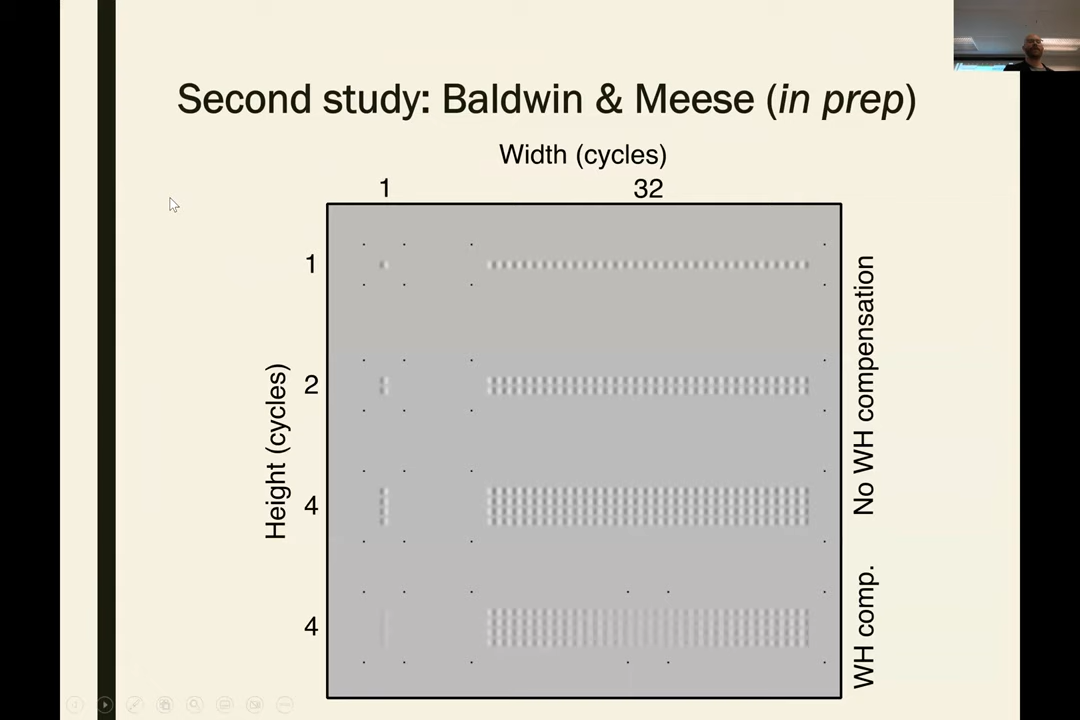 Second study: Baldwin & Meese (in prep)
Width (cycles)
1 32
1
2
4
4
Height (cycles)
No WH compensation
WH comp.